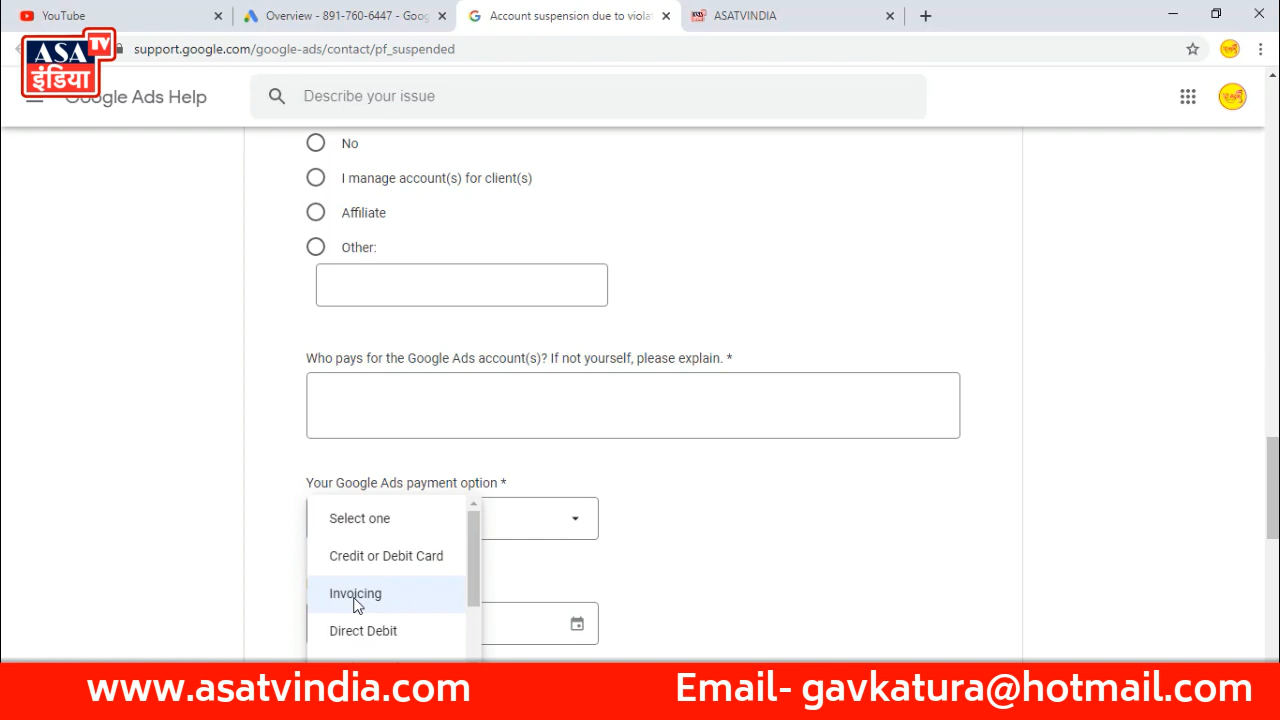 YouTube
Overview - 891-760-6447 - Goog
Account suspension due to viola
ASATVINDIA
support.google.com/google-ads/contact/pf_suspended
ASA TV
इंडिया
Google Ads Help
Describe your issue
No
I manage account(s) for client(s)
Affiliate
Other:
Who pays for the Google Ads account(s)? If not yourself, please explain. *
Your Google Ads payment option *
Select one
Credit or Debit Card
Invoicing
Direct Debit
www.asatvindia.com
Email- gavkatura@hotmail.com